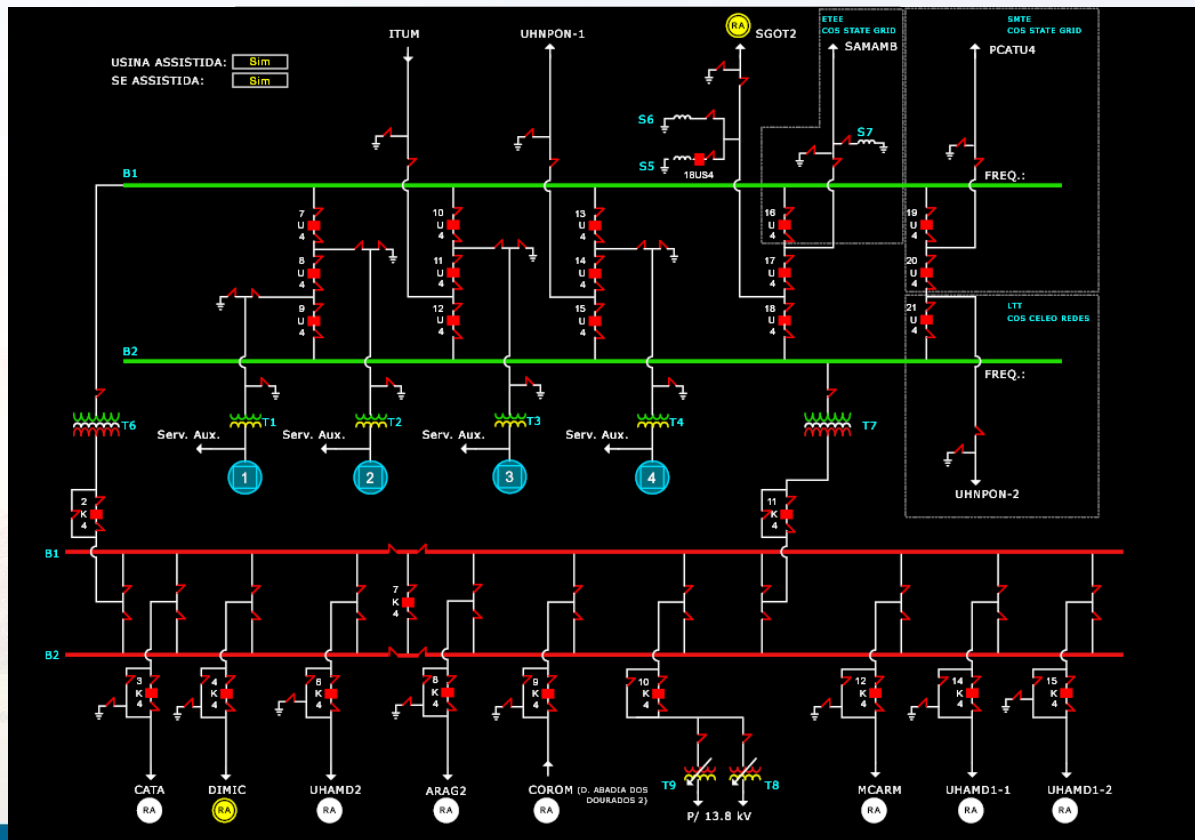 ITUM
UHNPON-1
RA
SGOT2
ETEE
COS STATE GRID
SAMAMB
SMTE
COS STATE GRID
PCATU4
USINA ASSISTIDA: Sim
SE ASSISTIDA: Sim
S6
S5
18US4
S7
B1
FREQ.:
7
U
4
10
U
4
13
U
4
16
U
4
19
U
4
8
U
4
11
U
4
14
U
4
17
U
4
20
U
4
9
U
4
12
U
4
15
U
4
18
U
4
21
U
4
LTT
COS CELEO REDES
B2
FREQ.:
T6
T1
T2
T3
T4
T7
Serv. Aux.
Serv. Aux.
Serv. Aux.
Serv. Aux.
1
2
3
4
UHNPON-2
2
K
4
11
K
4
B1
7
K
4
B2
3
K
4
4
K
4
6
K
4
8
K
4
9
K
4
10
K
4
12
K
4
14
K
4
15
K
4
T9
T8
P/ 13.8 kV
CATA
DIMIC
UHAMD2
ARAG2
COROM (D. ABADIA DOS
DOURADOS 2)
MCARM
UHAMD1-1
UHAMD1-2
RA
RA
RA
RA
RA
RA
RA
RA